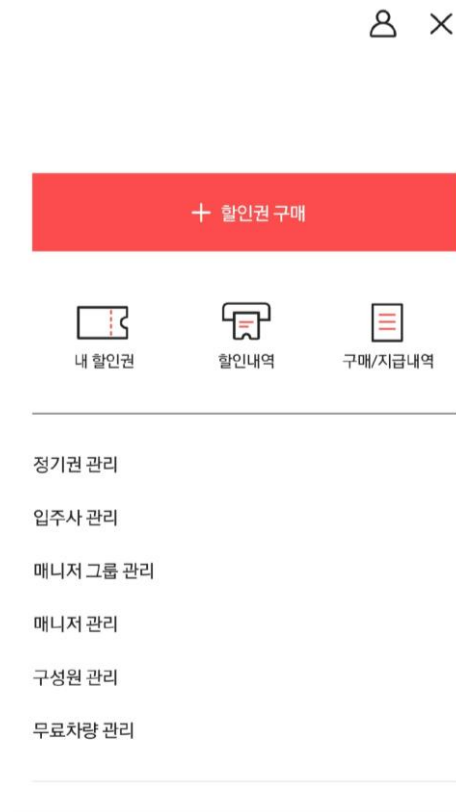 할인권 구매
내 할인권
할인내역
구매/지급내역
정기권 관리
입주사 관리
매니저 그룹 관리
매니저 관리
구성원 관리
무료차량 관리